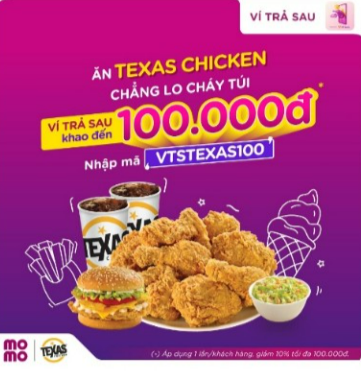 VÍ TRẢ SAU
ĂN TEXAS CHICKEN
CHẲNG LO CHÁY TÚI
VÍ TRẢ SAU
khao đến
100.000đ*
Nhập mã VTSTEXAS100
TEXAS
TEXAS
mo
mo
TEXAS
(*) Áp dụng 1 lần/khách hàng, giảm 10% tối đa 100.000đ.